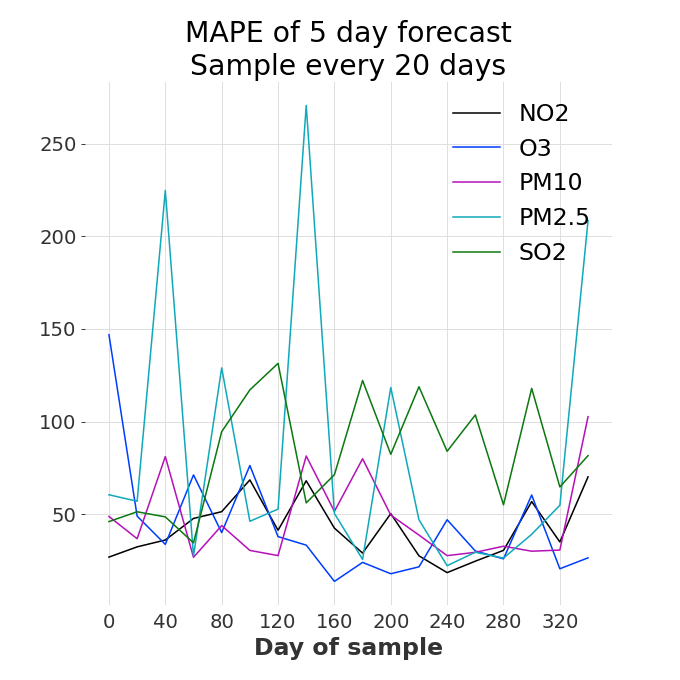 MAPE of 5 day forecast
Sample every 20 days
NO2
O3
PM10
PM2.5
SO2
250
200
150
100
50
0 40 80 120 160 200 240 280 320
Day of sample